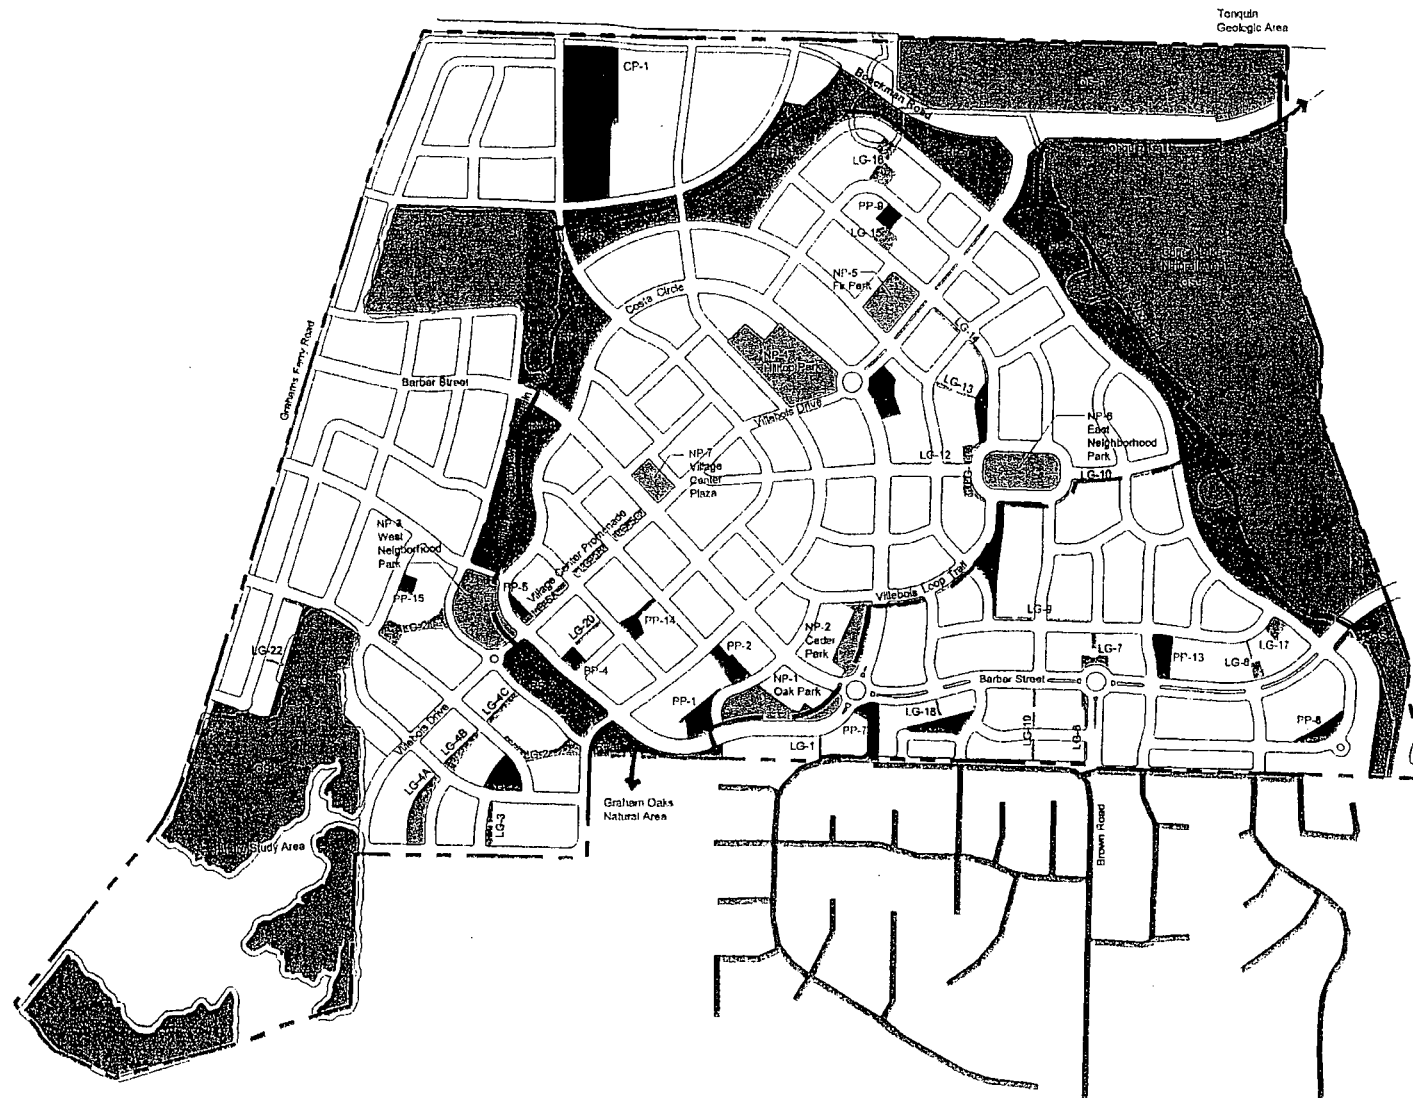 Tonquin
Geologic Area
CP-1
Boeckman Road
LG-16
PP-9
LG-15
NP-5
Fir Park
Costa Circle
LG-14
Grahams Ferry Road
Hilltop Park
Barber Street
LG-13
Villebois Drive
NP-6
East
Neighborhood
Park
NP-7
Village
Center
Plaza
LG-12
LG-10
NP-3
West
Neigborhood
Park
Village Center Promenade
PP-5
PP-15
Villebois Loop Trail
LG-9
LG-20
PP-14
NP-2
Cedar
Park
LG-17
LG-22
PP-2
LG-7
PP-13
LG-6
PP-4
NP-1
Oak Park
Barber Street
LG-4C
PP-1
Villebois Drive
LG-18
PP-8
LG-4B
LG-1
PP-7
LG-4A
Graham Oaks
Natural Area
LG-3
Study Area
Brown Road